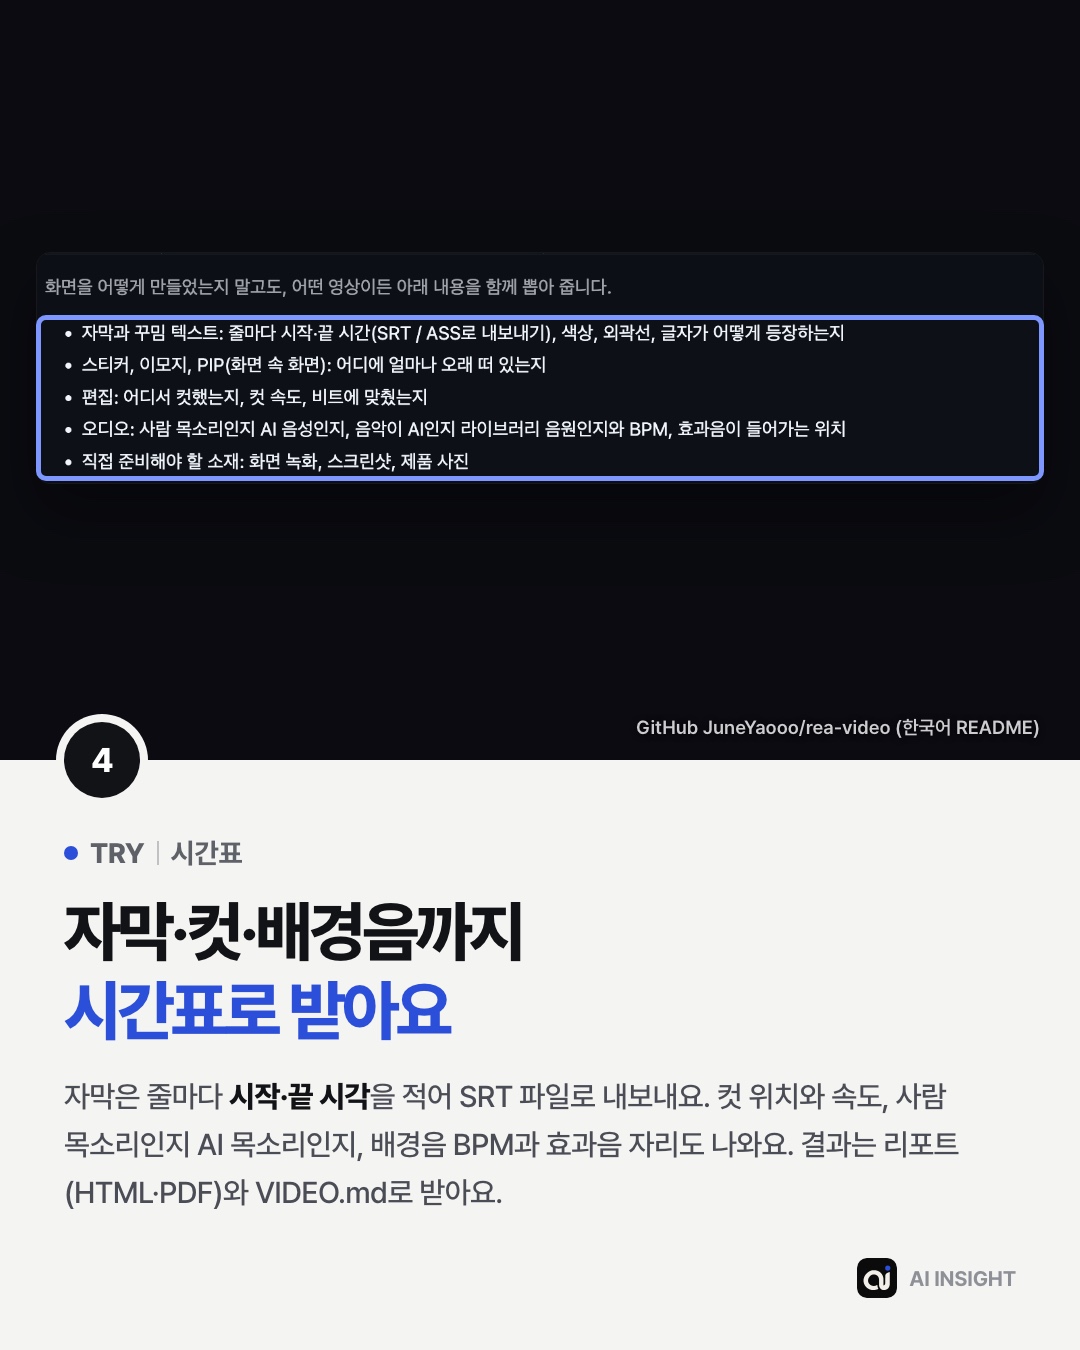 화면을 어떻게 만들었는지 말고도, 어떤 영상이든 아래 내용을 함께 뽑아 줍니다.
• 자막과 꾸밈 텍스트: 줄마다 시작·끝 시간(SRT / ASS로 내보내기), 색상, 외곽선, 글자가 어떻게 등장하는지
• 스티커, 이모지, PIP(화면 속 화면): 어디에 얼마나 오래 떠 있는지
• 편집: 어디서 컷했는지, 컷 속도, 비트에 맞췄는지
• 오디오: 사람 목소리인지 AI 음성인지, 음악이 AI인지 라이브러리 음원인지와 BPM, 효과음이 들어가는 위치
• 직접 준비해야 할 소재: 화면 녹화, 스크린샷, 제품 사진
GitHub JuneYaooo/rea-video (한국어 README)
4
TRY | 시간표
자막·컷·배경음까지
시간표로 받아요
자막은 줄마다 시작·끝 시각을 적어 SRT 파일로 내보내요. 컷 위치와 속도, 사람
목소리인지 AI 목소리인지, 배경음 BPM과 효과음 자리도 나와요. 결과는 리포트
(HTML·PDF)와 VIDEO.md로 받아요.
ai AI INSIGHT